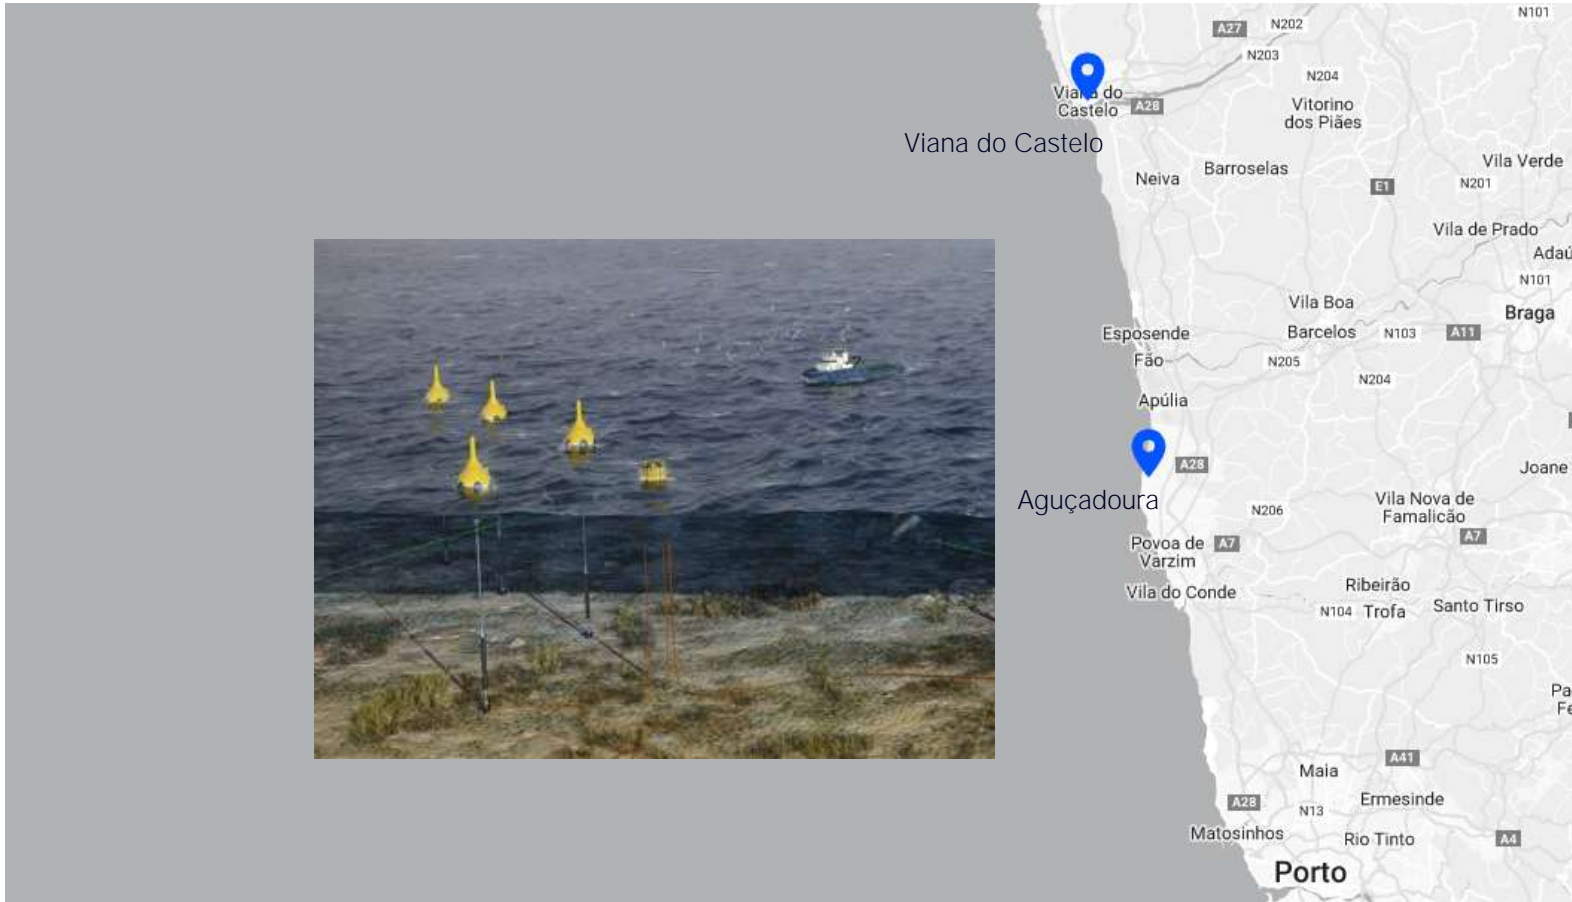 N101
A27
N202
N203
N204
Viana do
Castelo
A28
Vitorino
dos Piães
Viana do Castelo
Vila Verde
Barroselas
Neiva
E1
N201
Vila de Prado
Adaú
N101
Vila Boa
Braga
Esposende
Barcelos
N103
A11
Fão
N205
N204
Apúlia
A28
Joane
Aguçadoura
Vila Nova de
Famalicão
N206
Povoa de
Varzim
A7
A7
Vila do Conde
Ribeirão
N104
Trofa
Santo Tirso
N105
Pa
Fe
A41
Maia
A28
N13
Ermesinde
Matosinhos
Rio Tinto
A4
Porto